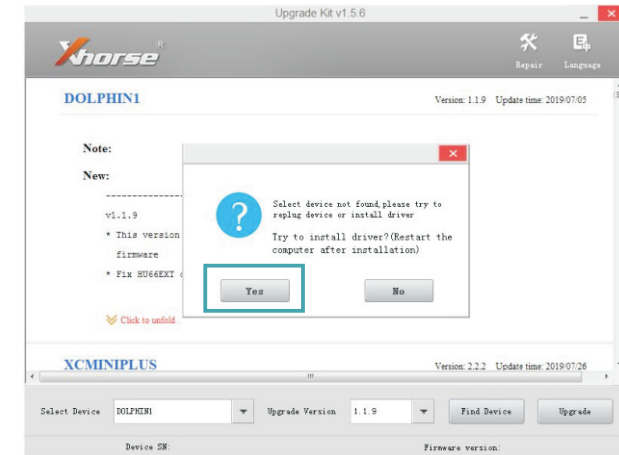 Upgrade Kit v1.5.6
Xhorse®
Repair
Language
DOLPHIN1
Version: 1.1.9 Update time: 2019/07/05
Note:
New:
v1.1.9
* This version
firmware
* Fix HU66EXT
Click to unfold
Select device not found,please try to
replug device or install driver
Try to install driver?(Restart the
computer after installation)
Yes
No
XCMINIPLUS
Version: 2.2.2 Update time: 2019/07/26
Select Device DOLPHIN1 Upgrade Version 1.1.9 Find Device Upgrade
Device SN: Firmware version: